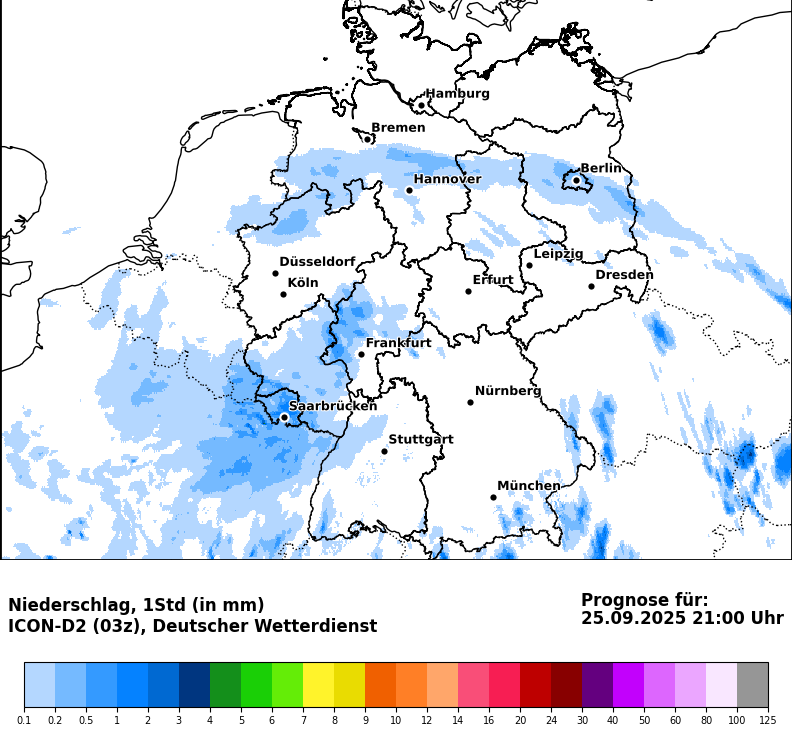 Hamburg
Bremen
Berlin
Hannover
Leipzig
Düsseldorf
Dresden
Köln
Erfurt
Frankfurt
Nürnberg
Saarbrücken
Stuttgart
München
Niederschlag, 1Std (in mm)
ICON-D2 (03z), Deutscher Wetterdienst
Prognose für:
25.09.2025 21:00 Uhr
0.1 0.2 0.5 1 2 3 4 5 6 7 8 9 10 12 14 16 20 24 30 40 50 60 80 100 125